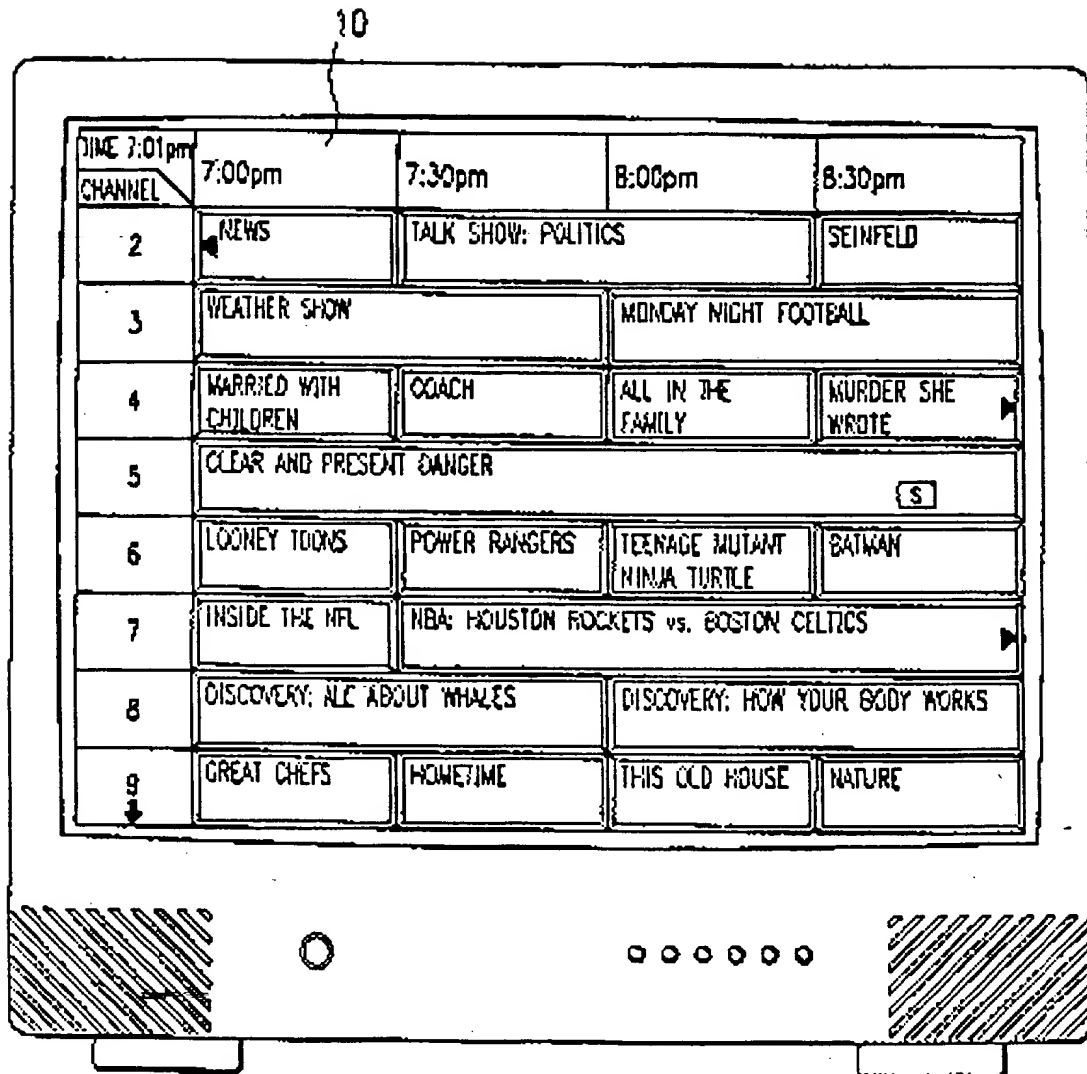 10
TIME 7:01pm
CHANNEL
7:00pm
7:30pm
8:00pm
8:30pm
2
NEWS
TALK SHOW: POLITICS
SEINFELD
3
WEATHER SHOW
MONDAY NIGHT FOOTBALL
4
MARRIED WITH
CHILDREN
COACH
ALL IN THE
FAMILY
MURDER SHE
WROTE
5
CLEAR AND PRESENT DANGER
S
6
LOONEY TOONS
POWER RANGERS
TEENAGE MUTANT
NINJA TURTLE
BATMAN
7
INSIDE THE NFL
NBA: HOUSTON ROCKETS vs. BOSTON CELTICS
8
DISCOVERY: ALL ABOUT WHALES
DISCOVERY: HOW YOUR BODY WORKS
9
GREAT CHEFS
HOMETIME
THIS OLD HOUSE
NATURE